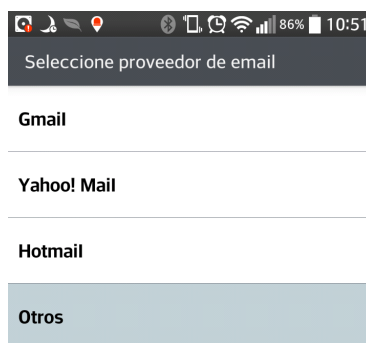 86% 10:51
Seleccione proveedor de email
Gmail
Yahoo! Mail
Hotmail
Otros